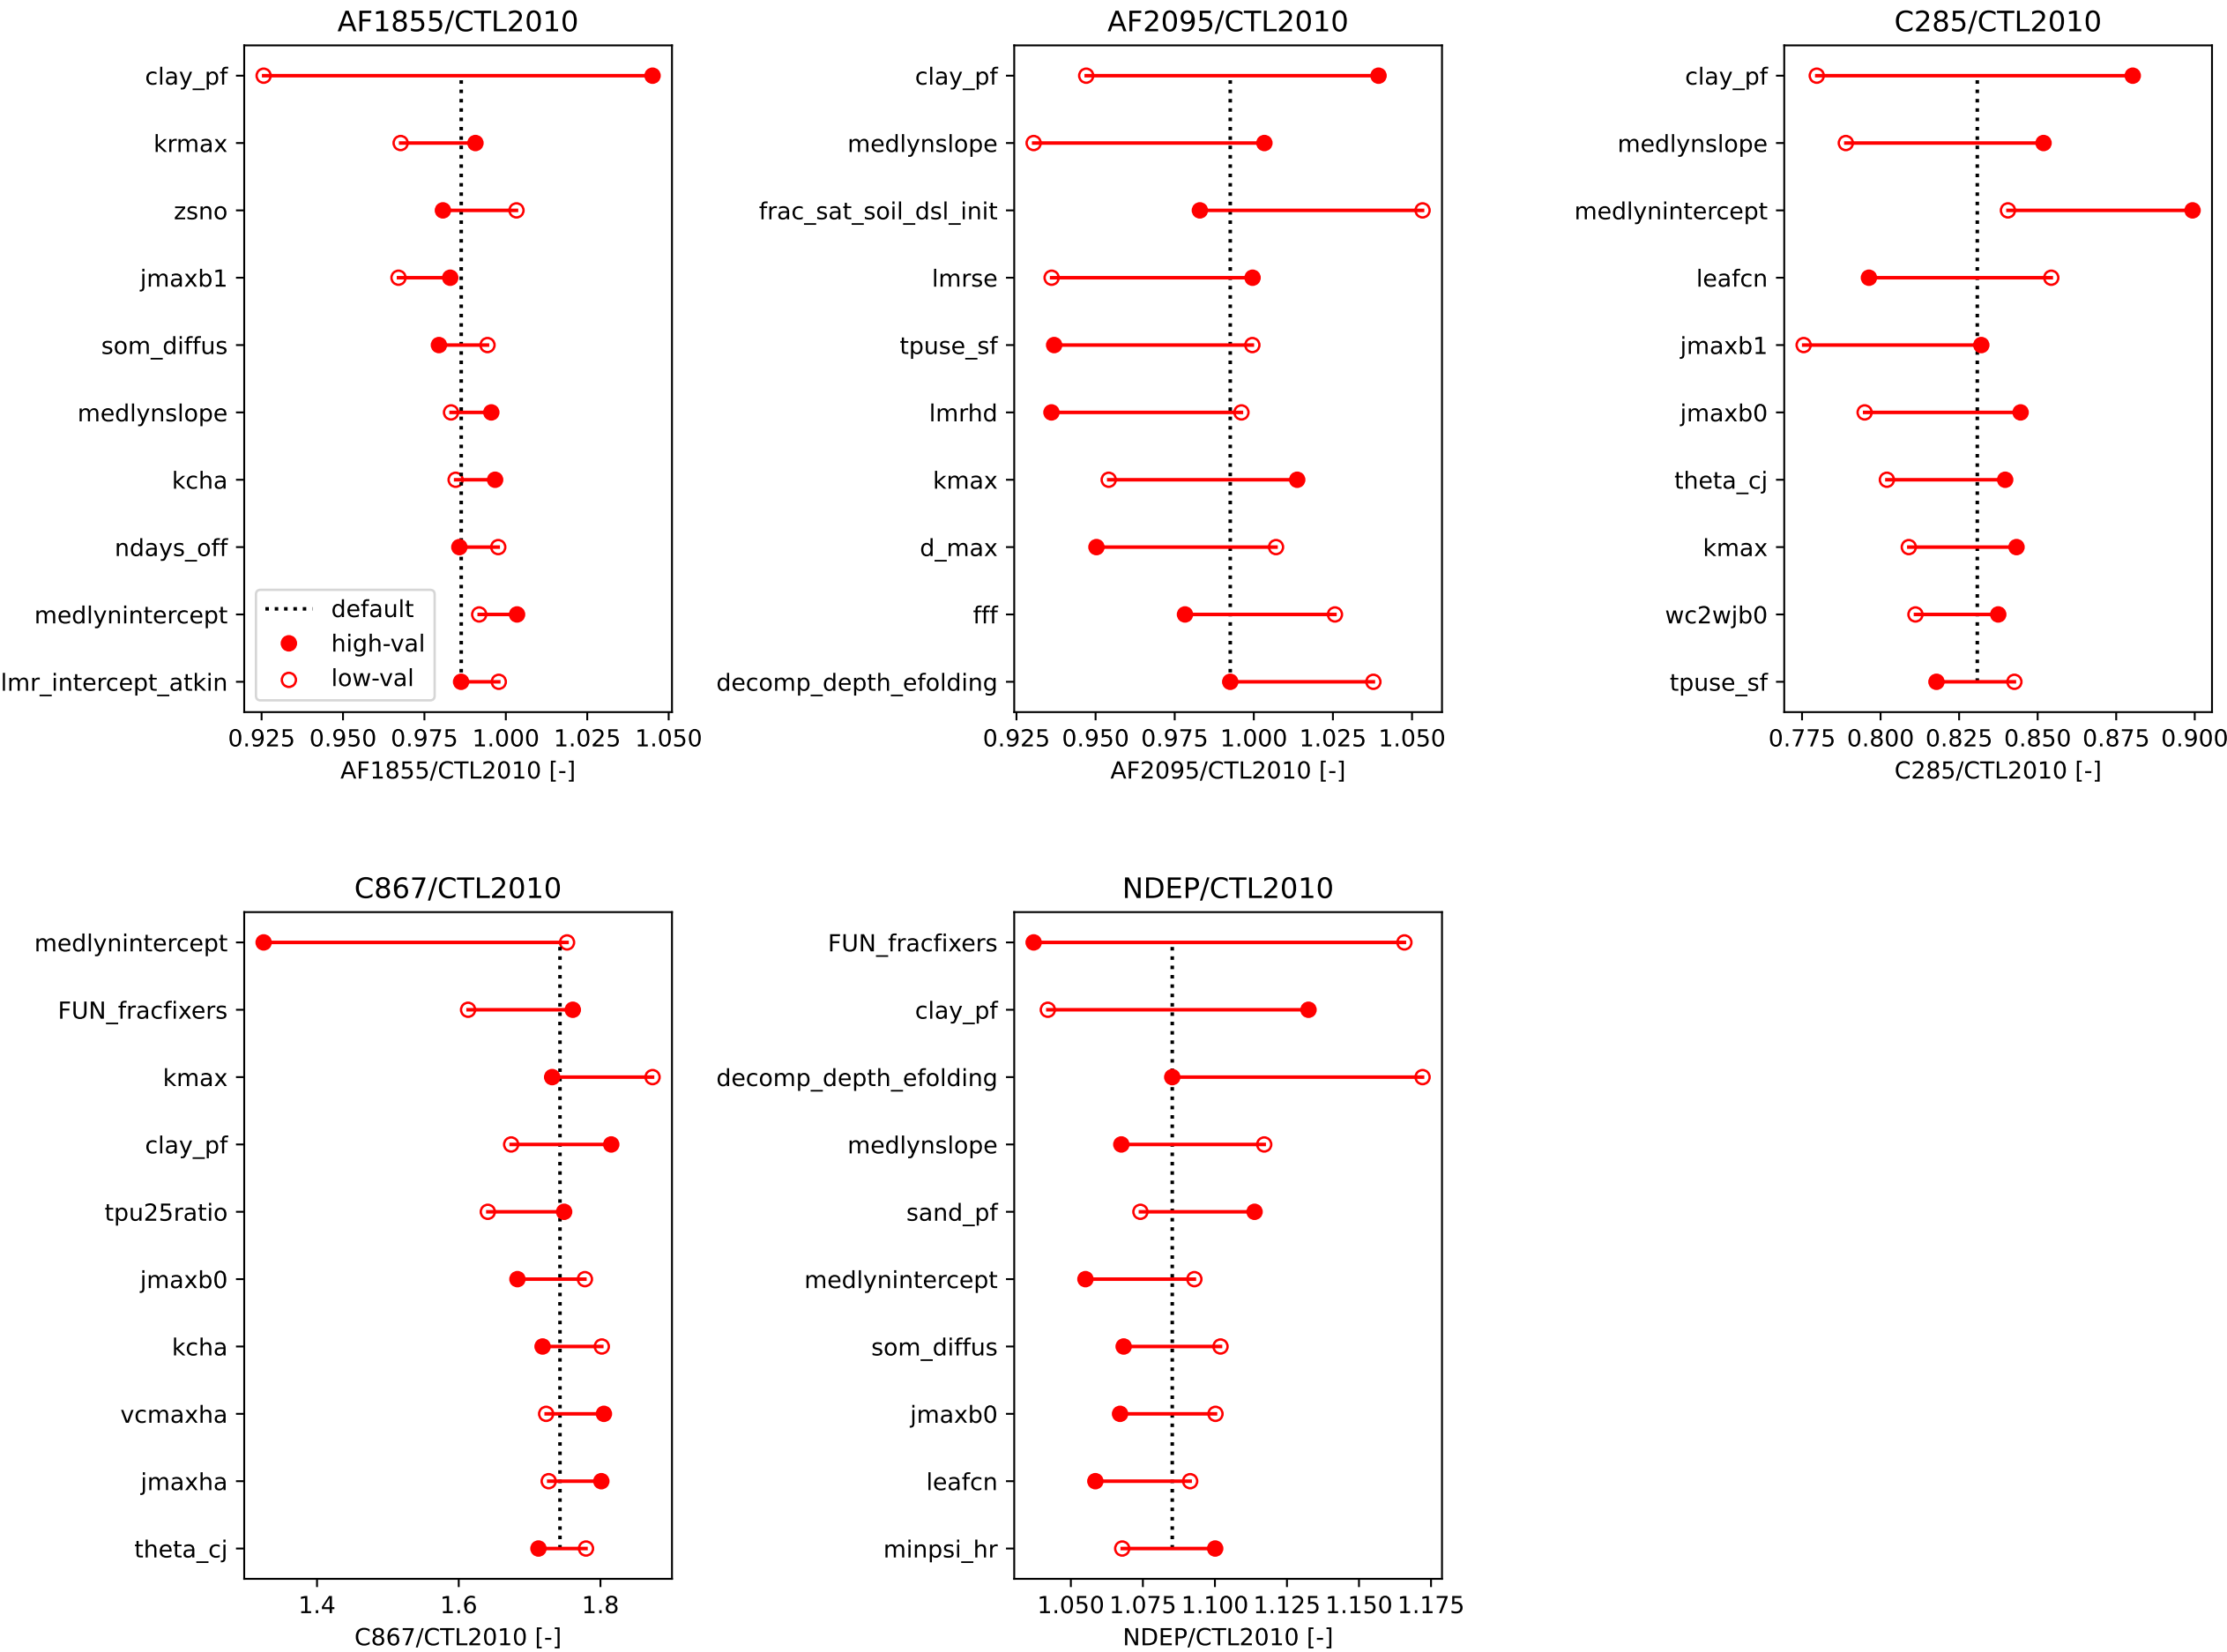 AF1855/CTL2010
clay_pf
krmax
zsno
jmaxb1
som_diffus
medlynslope
kcha
ndays_off
medlynintercept
lmr_intercept_atkin
default
high-val
low-val
0.925 0.950 0.975 1.000 1.025 1.050
AF1855/CTL2010 [-]
AF2095/CTL2010
clay_pf
medlynslope
frac_sat_soil_dsl_init
lmrse
tpuse_sf
lmrhd
kmax
d_max
fff
decomp_depth_efolding
0.925 0.950 0.975 1.000 1.025 1.050
AF2095/CTL2010 [-]
C285/CTL2010
clay_pf
medlynslope
medlynintercept
leafcn
jmaxb1
jmaxb0
theta_cj
kmax
wc2wjb0
tpuse_sf
0.775 0.800 0.825 0.850 0.875 0.900
C285/CTL2010 [-]
C867/CTL2010
medlynintercept
FUN_fracfixers
kmax
clay_pf
tpu25ratio
jmaxb0
kcha
vcmaxha
jmaxha
theta_cj
1.4 1.6 1.8
C867/CTL2010 [-]
NDEP/CTL2010
FUN_fracfixers
clay_pf
decomp_depth_efolding
medlynslope
sand_pf
medlynintercept
som_diffus
jmaxb0
leafcn
minpsi_hr
1.050 1.075 1.100 1.125 1.150 1.175
NDEP/CTL2010 [-]